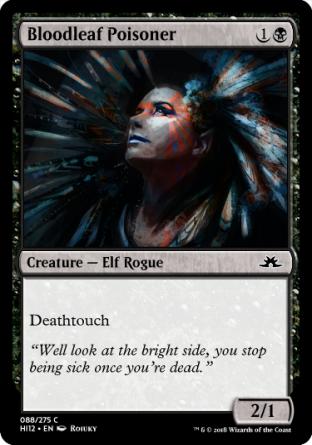 Bloodleaf Poisoner 1
Creature — Elf Rogue
Deathtouch
“Well look at the bright side, you stop
being sick once you’re dead.”
2/1
088/275 C
HI12 • EN Roiuky
™ & © 2018 Wizards of the Coast